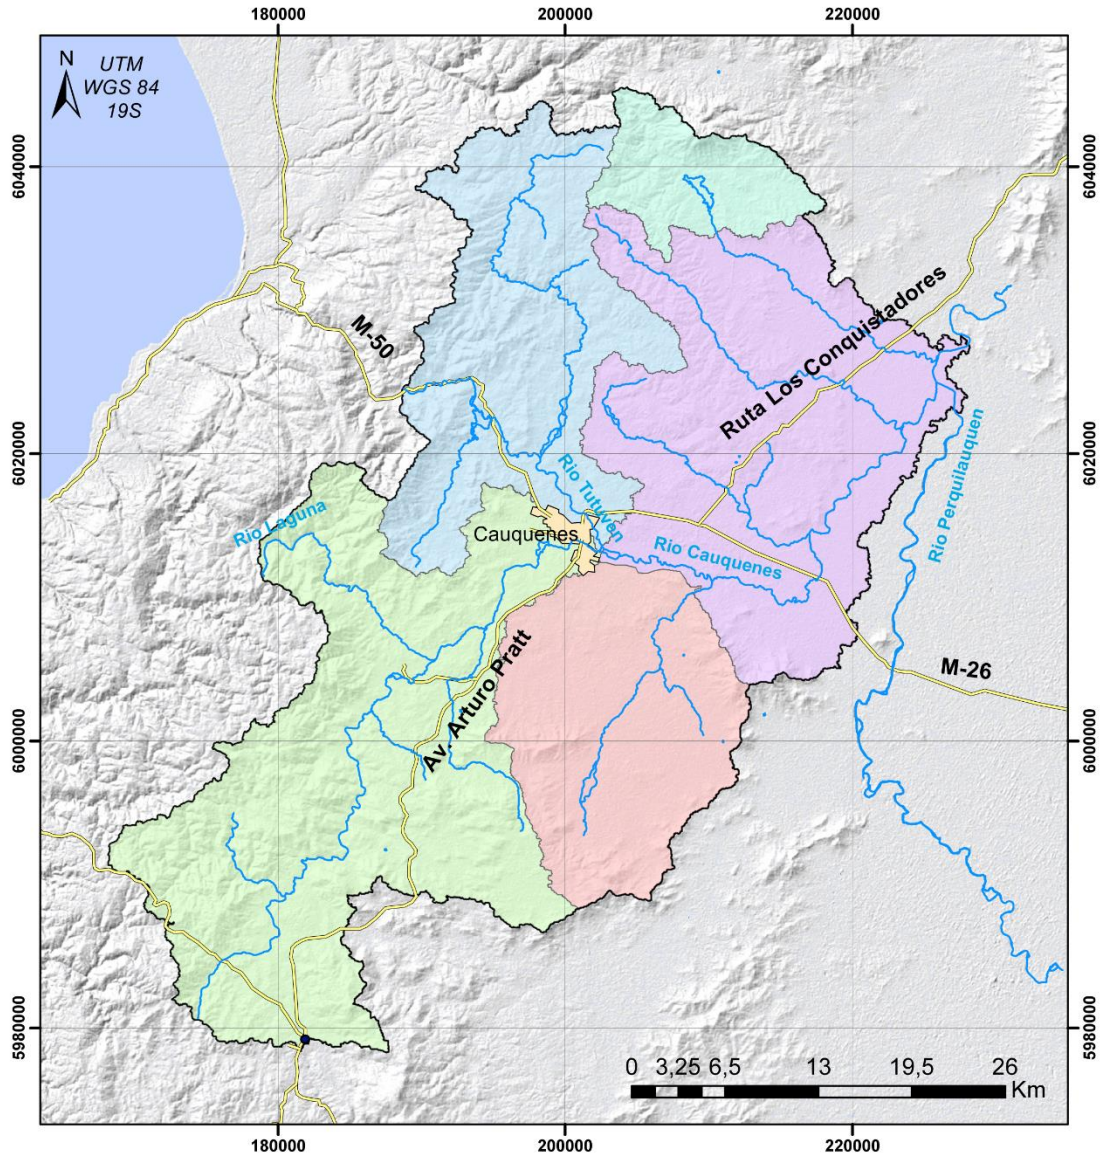 180000
200000
220000
N
UTM
WGS 84
19S
6040000
6040000
M-50
Ruta Los Conquistadores
6020000
6020000
Rio Tutuven
Rio Perquilauquen
Rio Laguna
Cauquenes
Rio Cauquenes
M-26
Av. Arturo Pratt
6000000
6000000
5980000
5980000
0 3,25 6,5 13 19,5 26
Km
180000
200000
220000